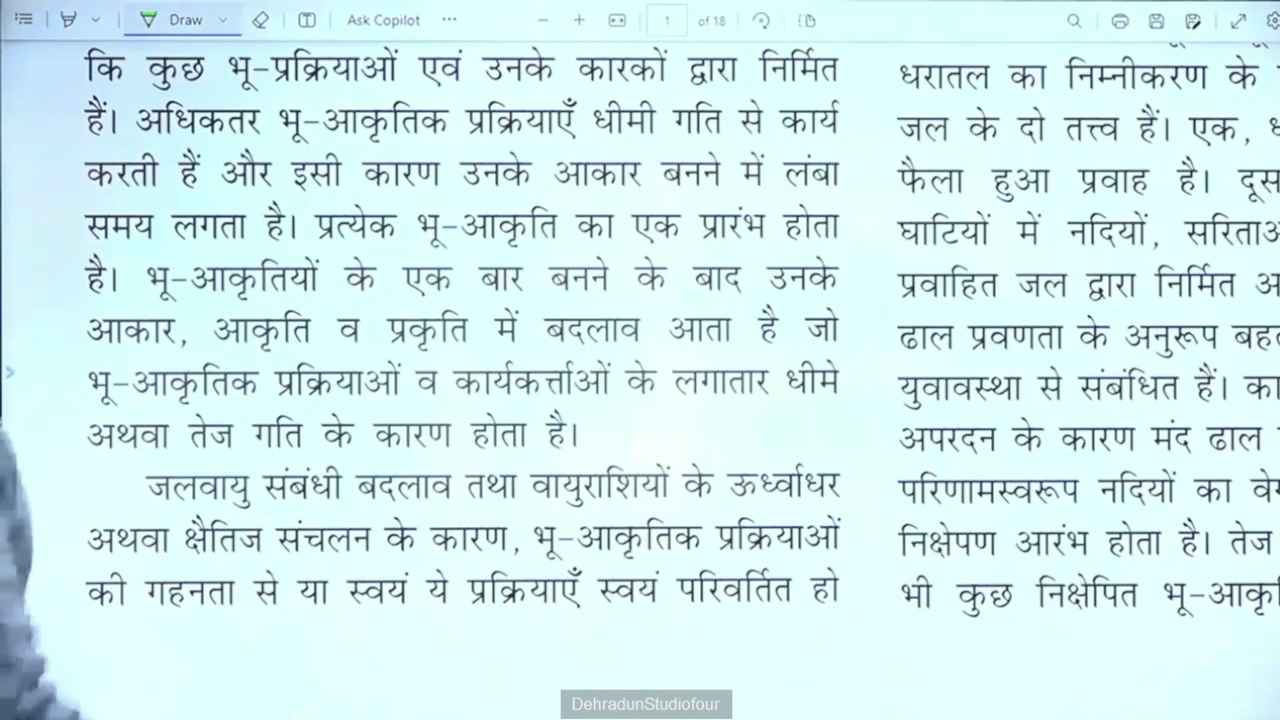 Draw
Ask Copilot
1 of 18
कि कुछ भू-प्रक्रियाओं एवं उनके कारकों द्वारा निर्मित
हैं। अधिकतर भू-आकृतिक प्रक्रियाएँ धीमी गति से कार्य
करती हैं और इसी कारण उनके आकार बनने में लंबा
समय लगता है। प्रत्येक भू-आकृति का एक प्रारंभ होता
है। भू-आकृतियों के एक बार बनने के बाद उनके
आकार, आकृति व प्रकृति में बदलाव आता है जो
भू-आकृतिक प्रक्रियाओं व कार्यकर्त्ताओं के लगातार धीमे
अथवा तेज गति के कारण होता है।
जलवायु संबंधी बदलाव तथा वायुराशियों के ऊर्ध्वाधर
अथवा क्षैतिज संचलन के कारण, भू-आकृतिक प्रक्रियाओं
की गहनता से या स्वयं ये प्रक्रियाएँ स्वयं परिवर्तित हो
धरातल का निम्नीकरण के
जल के दो तत्त्व हैं। एक,
फैला हुआ प्रवाह है।
घाटियों में नदियों,
प्रवाहित जल द्वारा निर्मित
ढाल प्रवणता के अनुरूप
युवावस्था से संबंधित हैं।
अपरदन के कारण मंद ढाल
परिणामस्वरूप नदियों का
निक्षेपण आरंभ होता है। तेज
भी कुछ निक्षेपित
DehradunStudiofour